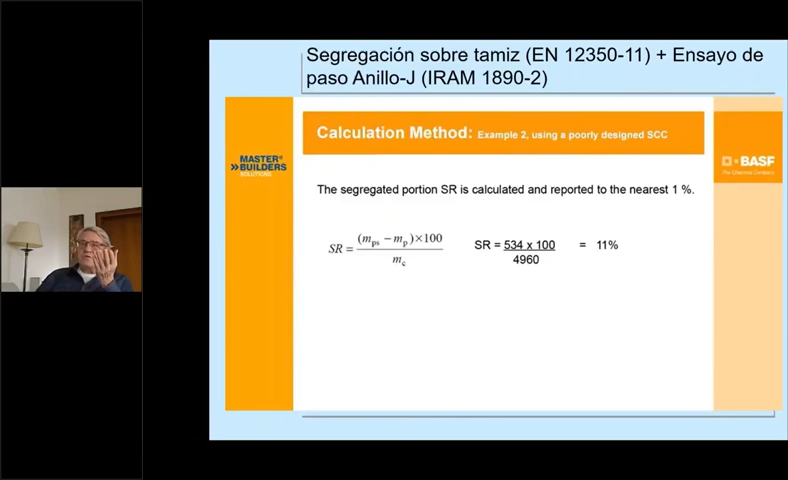 Segregación sobre tamiz (EN 12350-11) + Ensayo de
paso Anillo-J (IRAM 1890-2)
Calculation Method: Example 2, using a poorly designed SCC
MASTER®
»BUILDERS
SOLUTIONS
BASF
The Chemical Company
The segregated portion SR is calculated and reported to the nearest 1 %.
SR = (mps − mp)×100 / mc
SR = 534 x 100 / 4960 = 11%